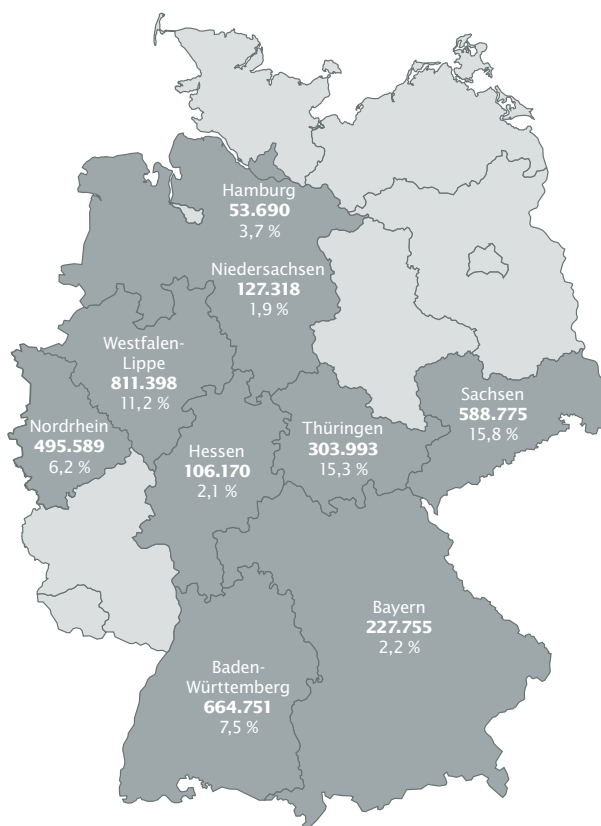 Hamburg
53.690
3,7 %
Niedersachsen
127.318
1,9 %
Westfalen-
Lippe
811.398
11,2 %
Sachsen
588.775
15,8 %
Nordrhein
495.589
6,2 %
Thüringen
303.993
15,3 %
Hessen
106.170
2,1 %
Bayern
227.755
2,2 %
Baden-
Württemberg
664.751
7,5 %